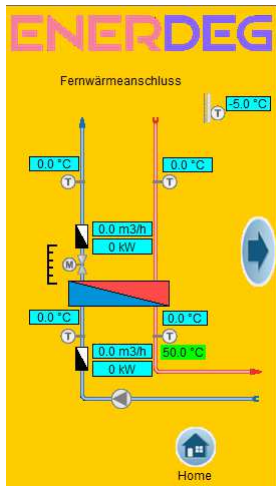 ENERDEG
Fernwärmeanschluss
-5.0 °C
T
0.0 °C
0.0 °C
T
T
0.0 m3/h
0 kW
M
0.0 °C
0.0 °C
T
T
0.0 m3/h
50.0 °C
0 kW
Home